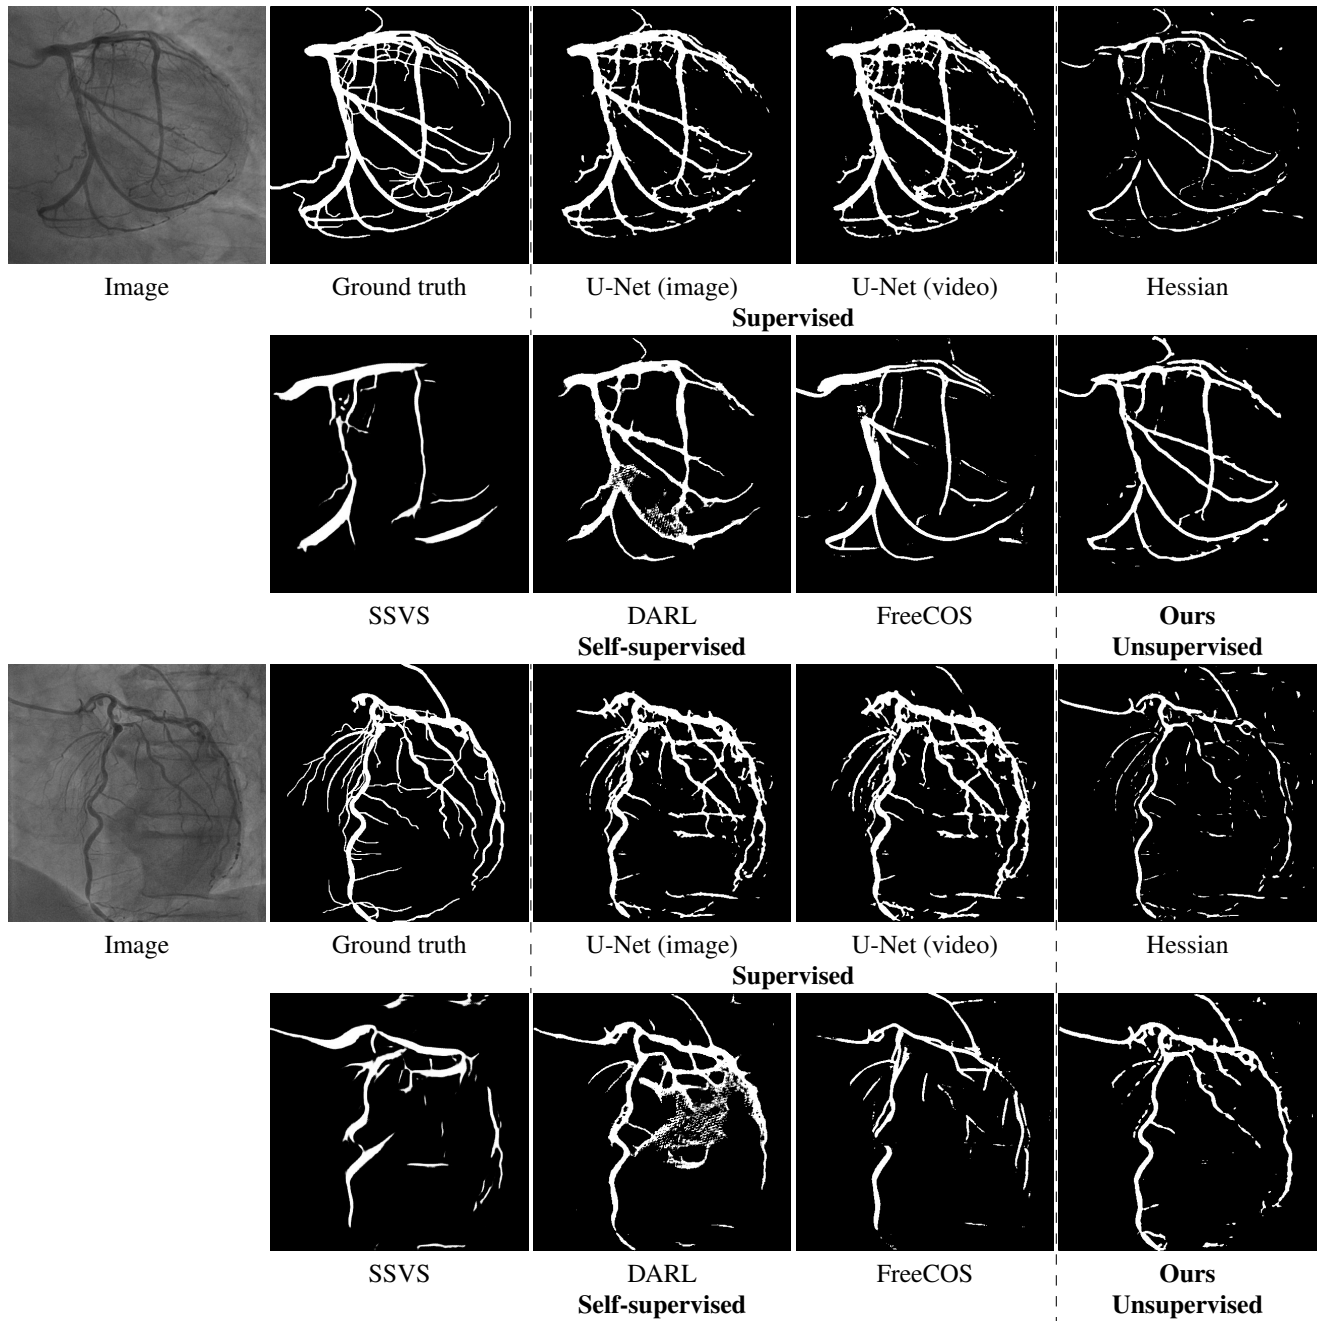 Image Ground truth U-Net (image) U-Net (video) Hessian
Supervised
SSVS DARL FreeCOS Ours
Self-supervised Unsupervised
Image Ground truth U-Net (image) U-Net (video) Hessian
Supervised
SSVS DARL FreeCOS Ours
Self-supervised Unsupervised